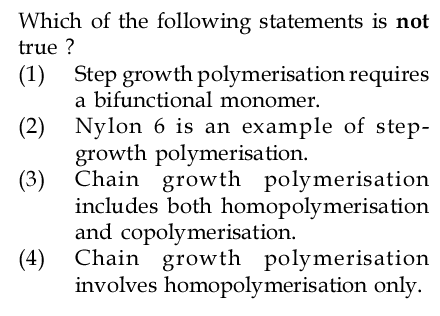 Which of the following statements is not
true ?
(1) Step growth polymerisation requires
a bifunctional monomer.
(2) Nylon 6 is an example of step-
growth polymerisation.
(3) Chain growth polymerisation
includes both homopolymerisation
and copolymerisation.
(4) Chain growth polymerisation
involves homopolymerisation only.